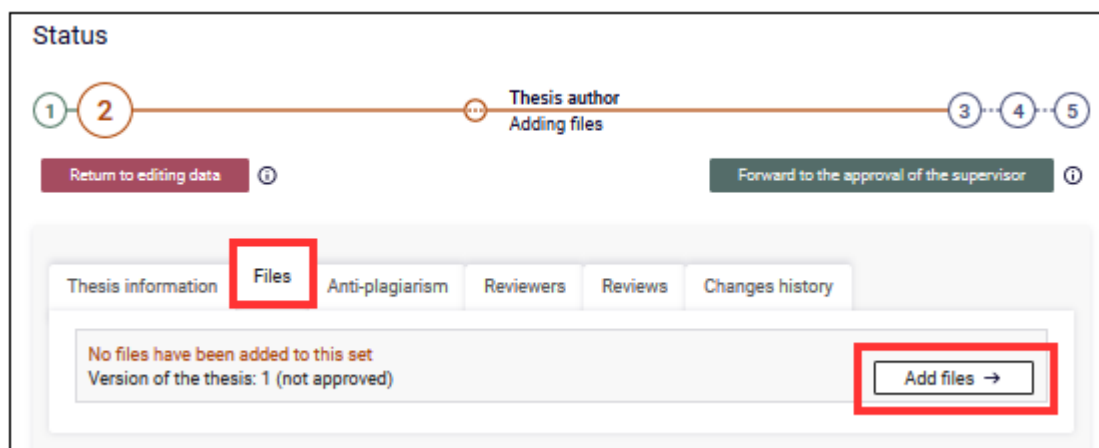 Status
1
2
Thesis author
Adding files
3
4
5
Return to editing data
Forward to the approval of the supervisor
Thesis information
Files
Anti-plagiarism
Reviewers
Reviews
Changes history
No files have been added to this set
Version of the thesis: 1 (not approved)
Add files →